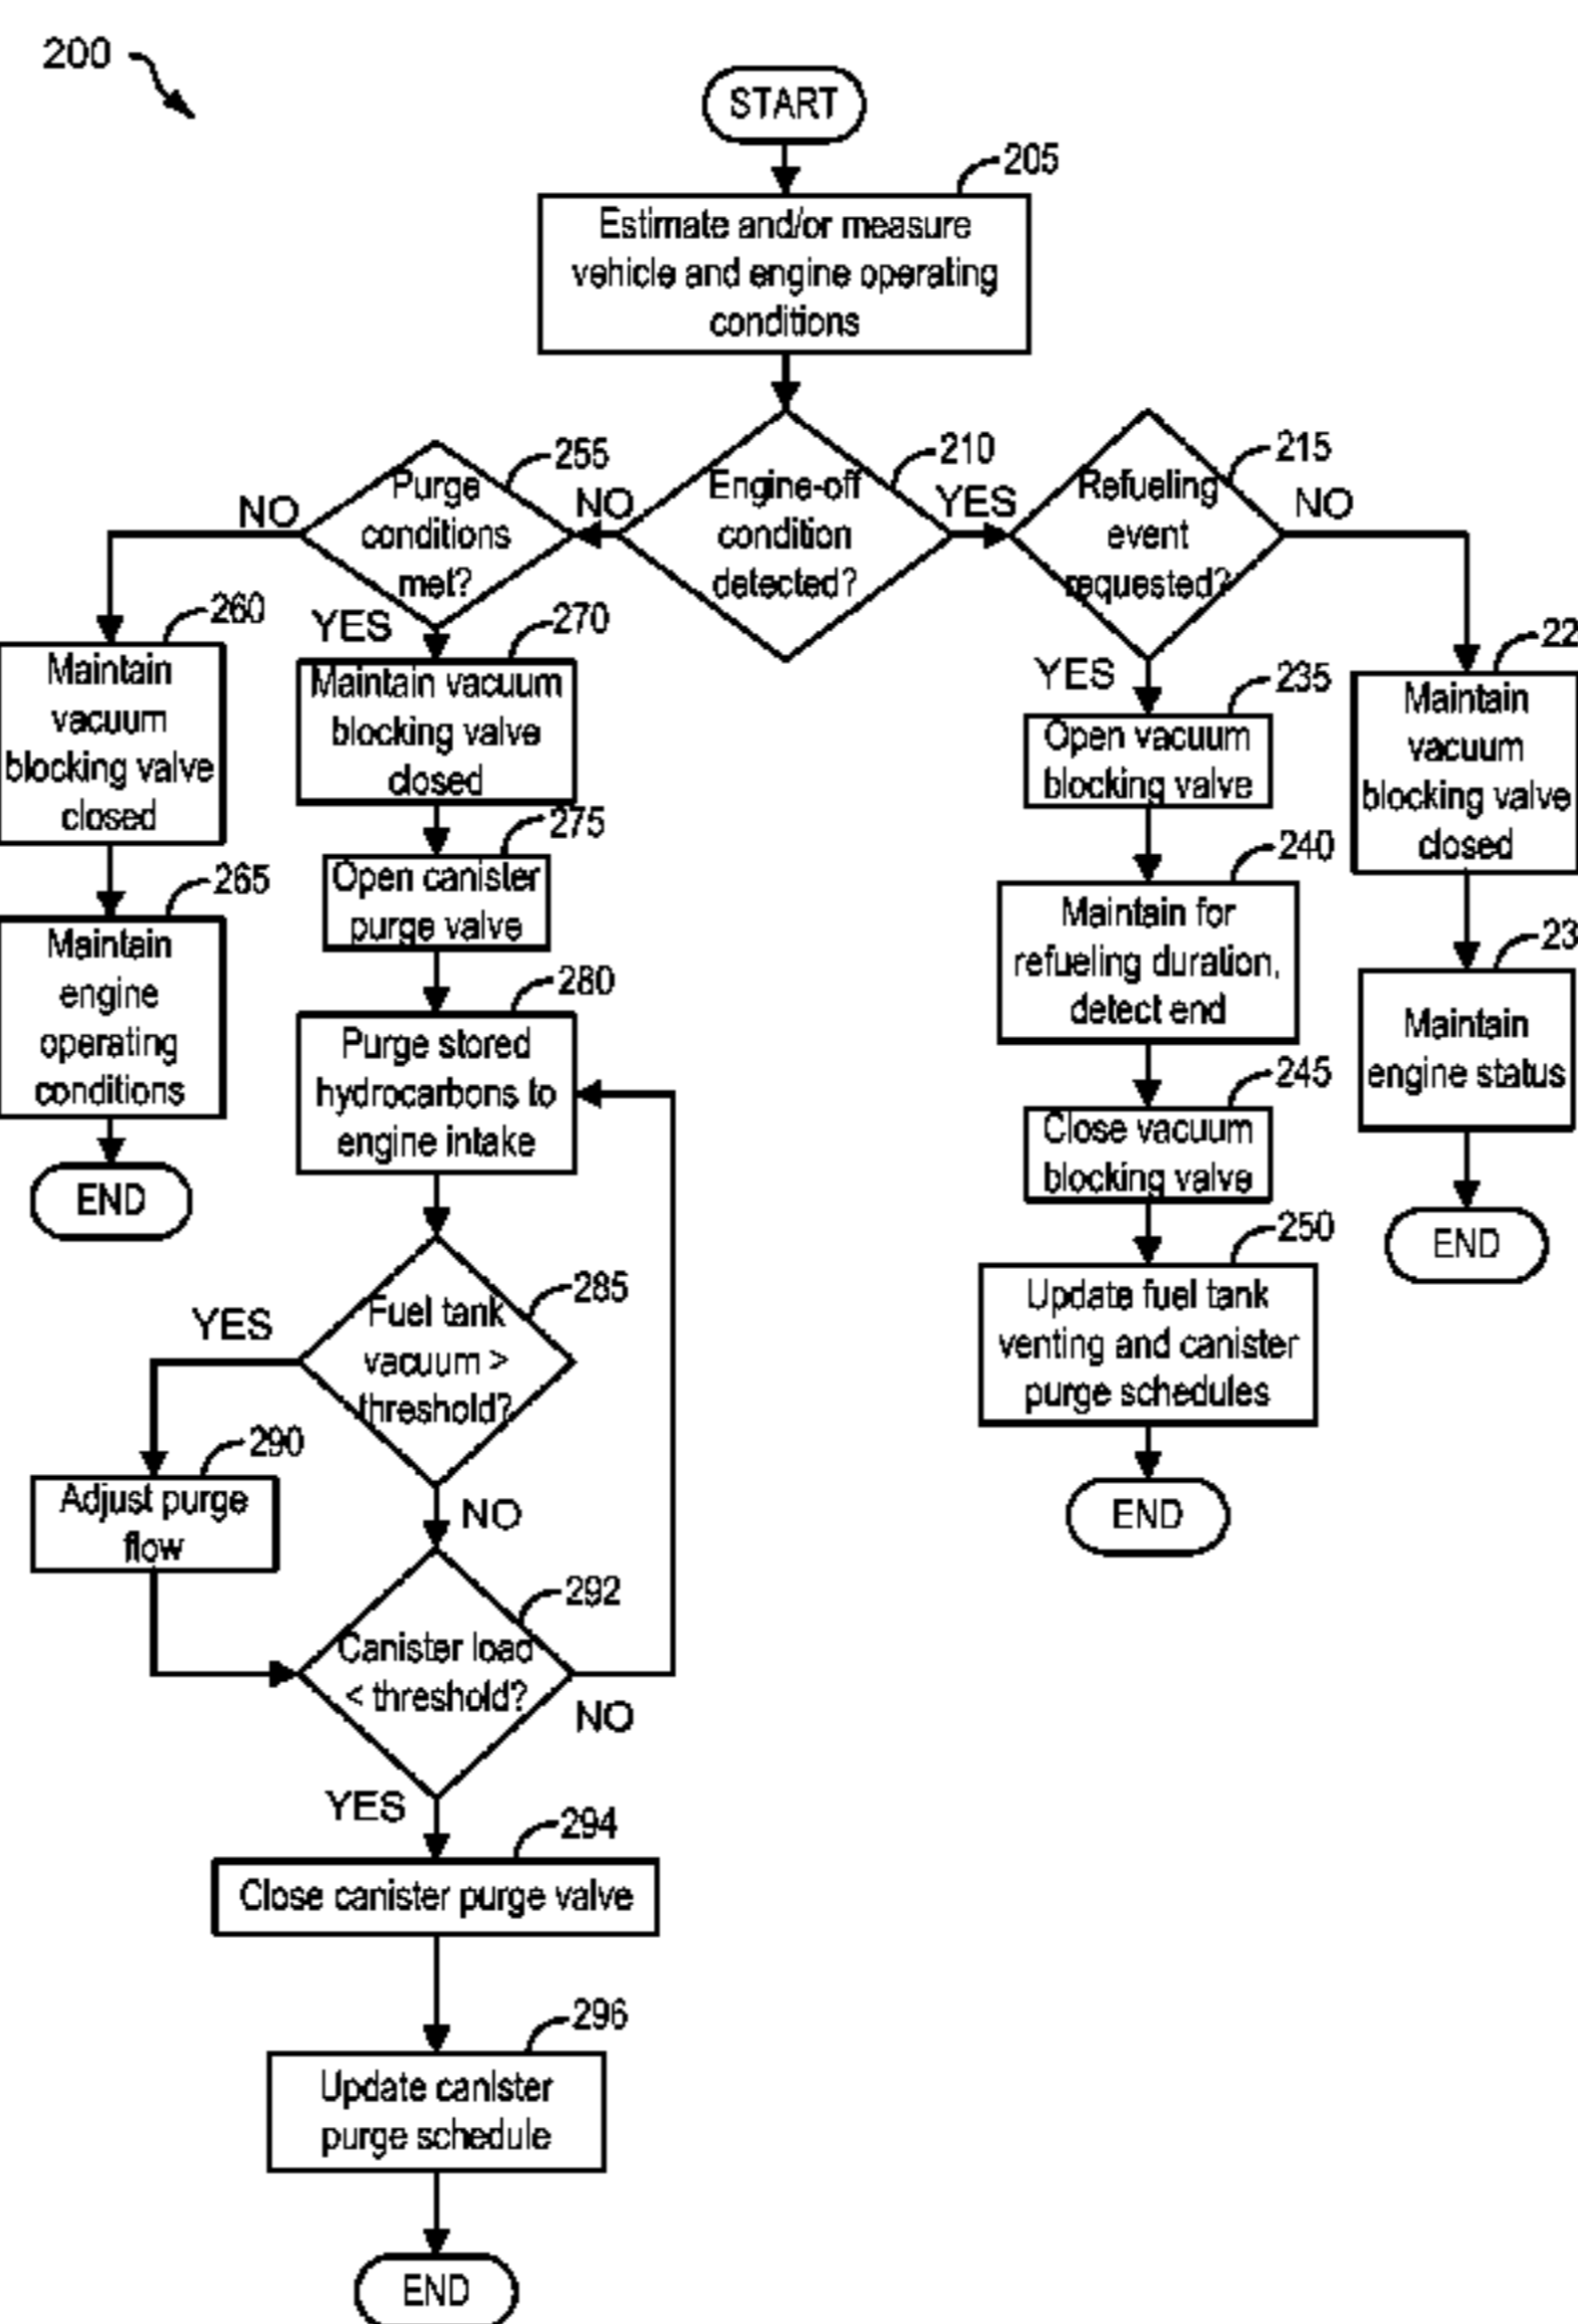 200
START
205
Estimate and/or measure
vehicle and engine operating
conditions
210
Engine-off
condition
detected?
NO
YES
255
Purge
conditions
met?
NO
YES
260
Maintain
vacuum
blocking valve
closed
265
Maintain
engine
operating
conditions
END
270
Maintain vacuum
blocking valve
closed
275
Open canister
purge valve
280
Purge stored
hydrocarbons to
engine intake
285
Fuel tank
vacuum >
threshold?
YES
NO
290
Adjust purge
flow
292
Canister load
< threshold?
NO
YES
294
Close canister purge valve
296
Update canister
purge schedule
END
215
Refueling
event
requested?
NO
YES
235
Open vacuum
blocking valve
240
Maintain for
refueling duration,
detect end
245
Close vacuum
blocking valve
250
Update fuel tank
venting and canister
purge schedules
END
22
Maintain
vacuum
blocking valve
closed
23
Maintain
engine status
END